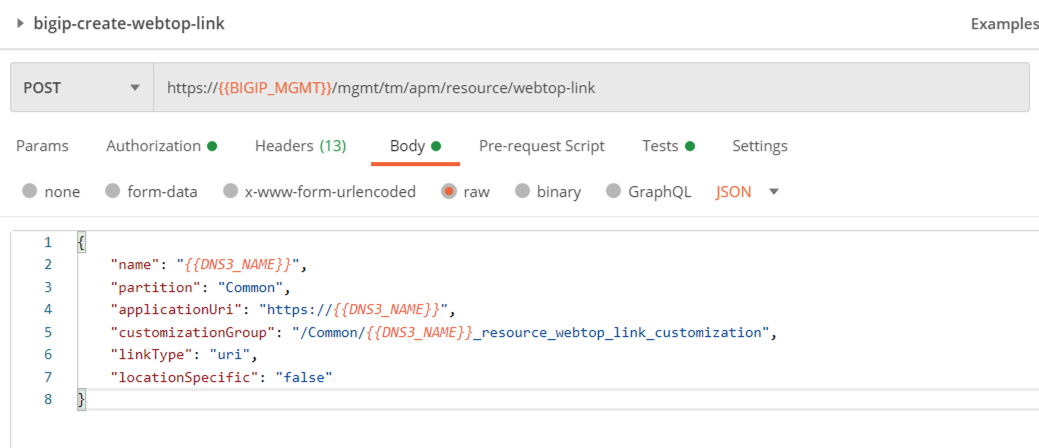 bigip-create-webtop-link Examples
POST https://{{BIGIP_MGMT}}/mgmt/tm/apm/resource/webtop-link
Params Authorization Headers (13) Body Pre-request Script Tests Settings
none form-data x-www-form-urlencoded raw binary GraphQL JSON
1 {
2 "name": "{{DNS3_NAME}}",
3 "partition": "Common",
4 "applicationUri": "https://{{DNS3_NAME}}",
5 "customizationGroup": "/Common/{{DNS3_NAME}}_resource_webtop_link_customization",
6 "linkType": "uri",
7 "locationSpecific": "false"
8 }